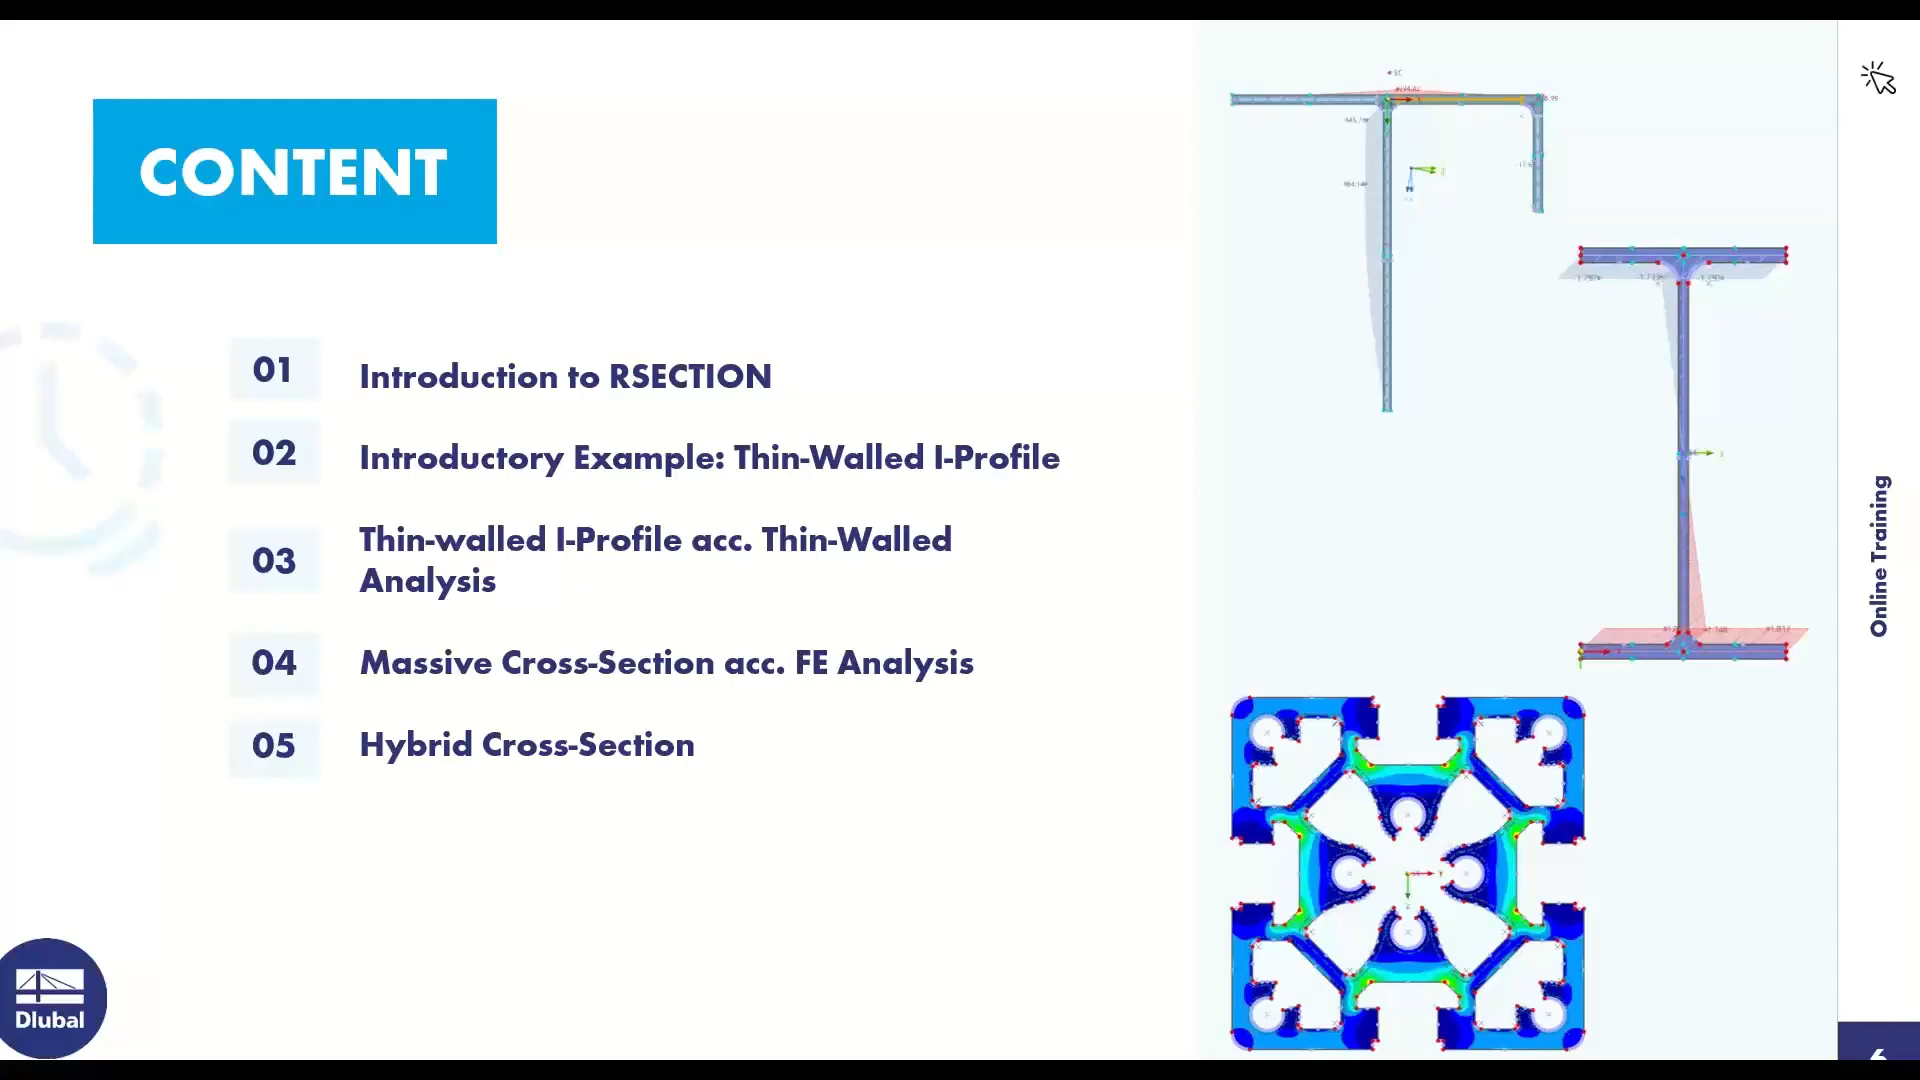 CONTENT
01
Introduction to RSECTION
02
Introductory Example: Thin-Walled I-Profile
03
Thin-walled I-Profile acc. Thin-Walled
Analysis
04
Massive Cross-Section acc. FE Analysis
05
Hybrid Cross-Section
Online Training
Dlubal
6